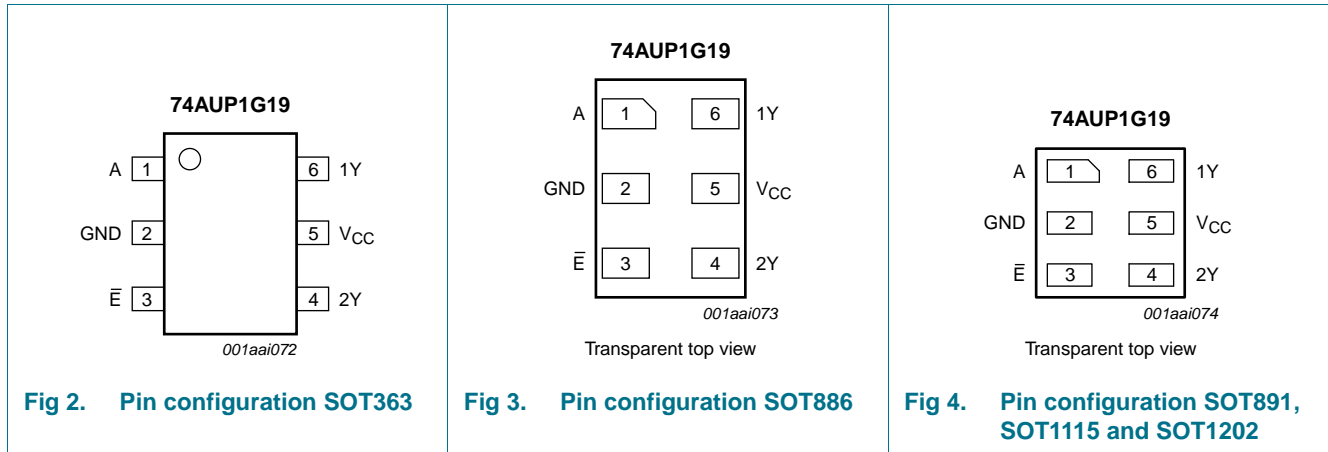 74AUP1G19
A 1 6 1Y
GND 2 5 VCC
E̅ 3 4 2Y
001aai072
Fig 2. Pin configuration SOT363
74AUP1G19
A 1 6 1Y
GND 2 5 VCC
E̅ 3 4 2Y
001aai073
Transparent top view
Fig 3. Pin configuration SOT886
74AUP1G19
A 1 6 1Y
GND 2 5 VCC
E̅ 3 4 2Y
001aai074
Transparent top view
Fig 4. Pin configuration SOT891,
SOT1115 and SOT1202